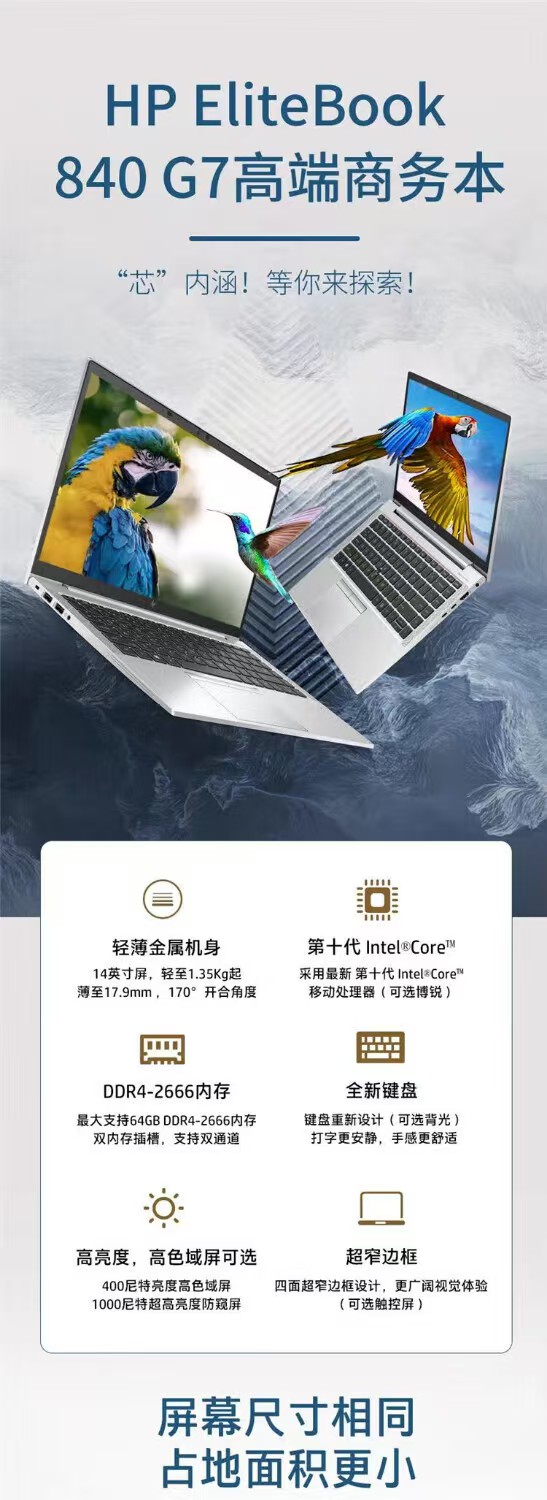 HP EliteBook
840 G7高端商务本
“芯”内涵！等你来探索！
轻薄金属机身
14英寸屏，轻至1.35Kg起
薄至17.9mm，170°开合角度
第十代 Intel®Core™
采用最新 第十代 Intel®Core™
移动处理器（可选博锐）
DDR4-2666内存
最大支持64GB DDR4-2666内存
双内存插槽，支持双通道
全新键盘
键盘重新设计（可选背光）
打字更安静，手感更舒适
高亮度，高色域屏可选
400尼特亮度高色域屏
1000尼特超高亮度防窥屏
超窄边框
四面超窄边框设计，更广阔视觉体验
（可选触控屏）
屏幕尺寸相同
占地面积更小